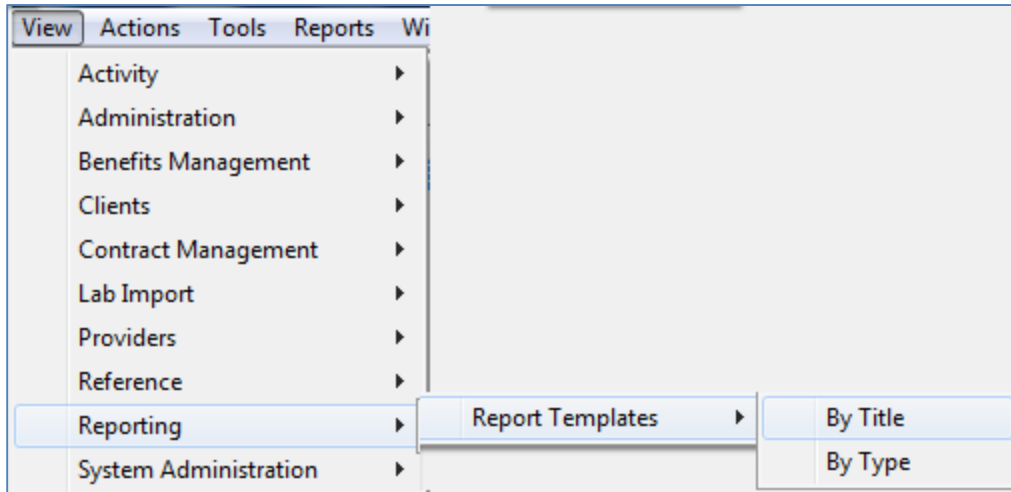 View Actions Tools Reports Wi
Activity
Administration
Benefits Management
Clients
Contract Management
Lab Import
Providers
Reference
Reporting
Report Templates
By Title
By Type
System Administration